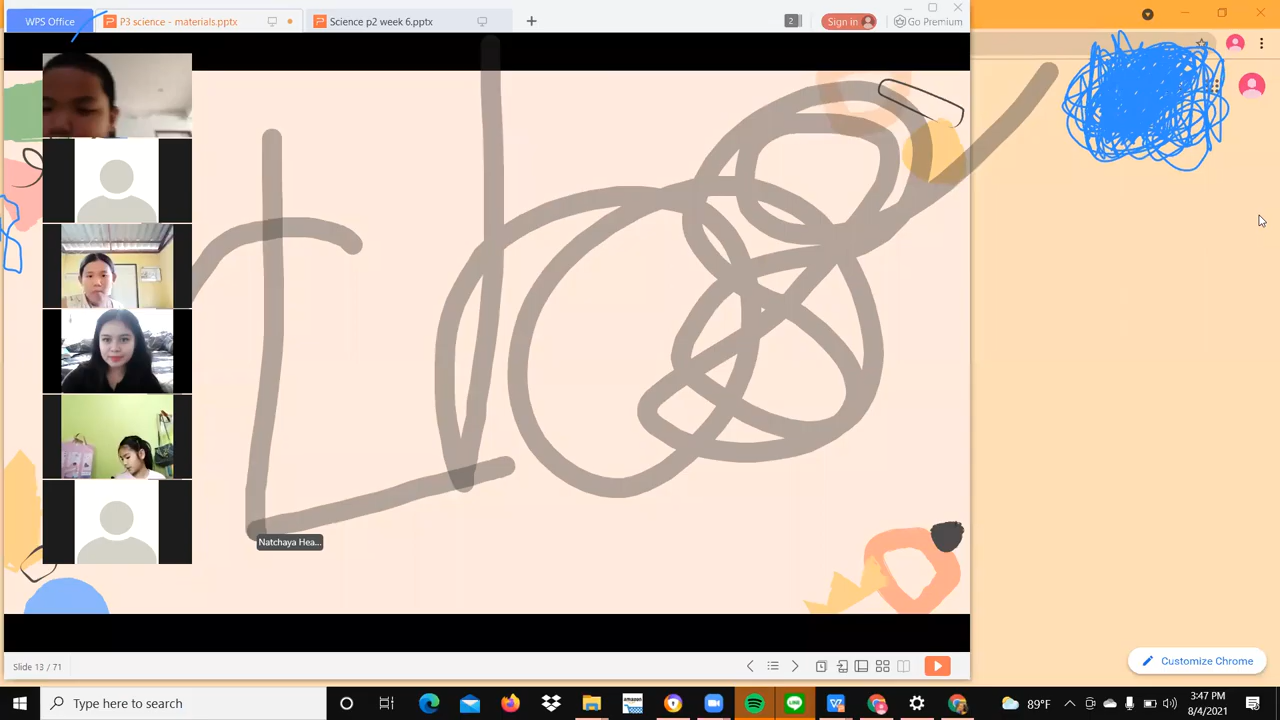 WPS Office P3 science - materials.pptx Science p2 week 6.pptx 2 Sign in Go Premium
Natchaya Hea...
Slide 13 / 71
Customize Chrome
Type here to search amazon 89°F 3:47 PM
8/4/2021